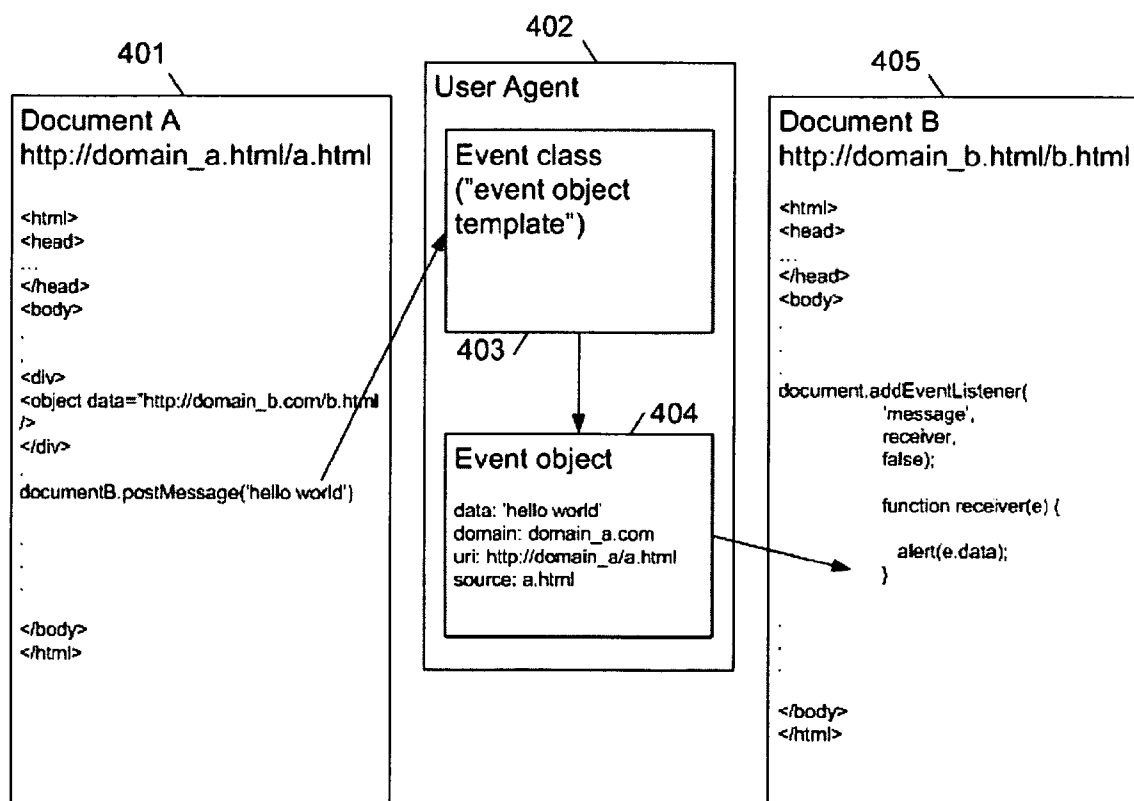 401
Document A
http://domain_a.html/a.html
<html>
<head>
...
</head>
<body>
.
.
<div>
<object data="http://domain_b.com/b.html
/>
</div>
.
documentB.postMessage('hello world')
.
.
.
</body>
</html>
402
User Agent
Event class
("event object
template")
403
404
Event object
data: 'hello world'
domain: domain_a.com
uri: http://domain_a/a.html
source: a.html
405
Document B
http://domain_b.html/b.html
<html>
<head>
...
</head>
<body>
.
.
.
document.addEventListener(
'message',
receiver,
false);
function receiver(e) {
alert(e.data);
}
.
.
.
</body>
</html>